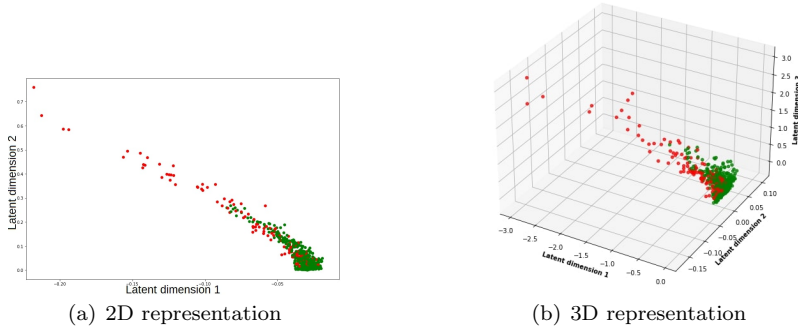 Latent dimension 2
0.7
0.6
0.5
0.4
0.3
0.2
0.1
0.0
−0.20 −0.15 −0.10 −0.05
Latent dimension 1
(a) 2D representation
3.0
2.5
2.0
1.5
1.0
0.5
0.0
Latent dimension
0.10
0.05
0.00
−0.05
−0.10
−0.15
Latent dimension 2
−3.0 −2.5 −2.0 −1.5 −1.0 −0.5 0.0
Latent dimension 1
(b) 3D representation